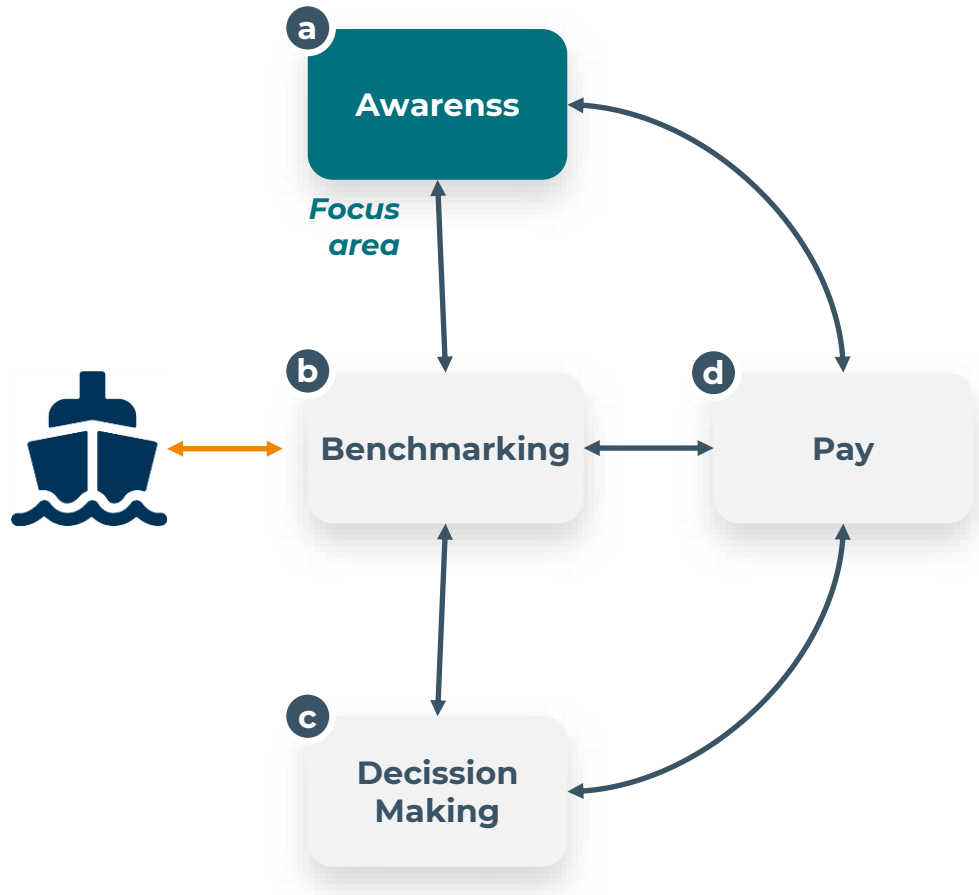 a
Awarenss
Focus
area
b
Benchmarking
d
Pay
c
Decission
Making